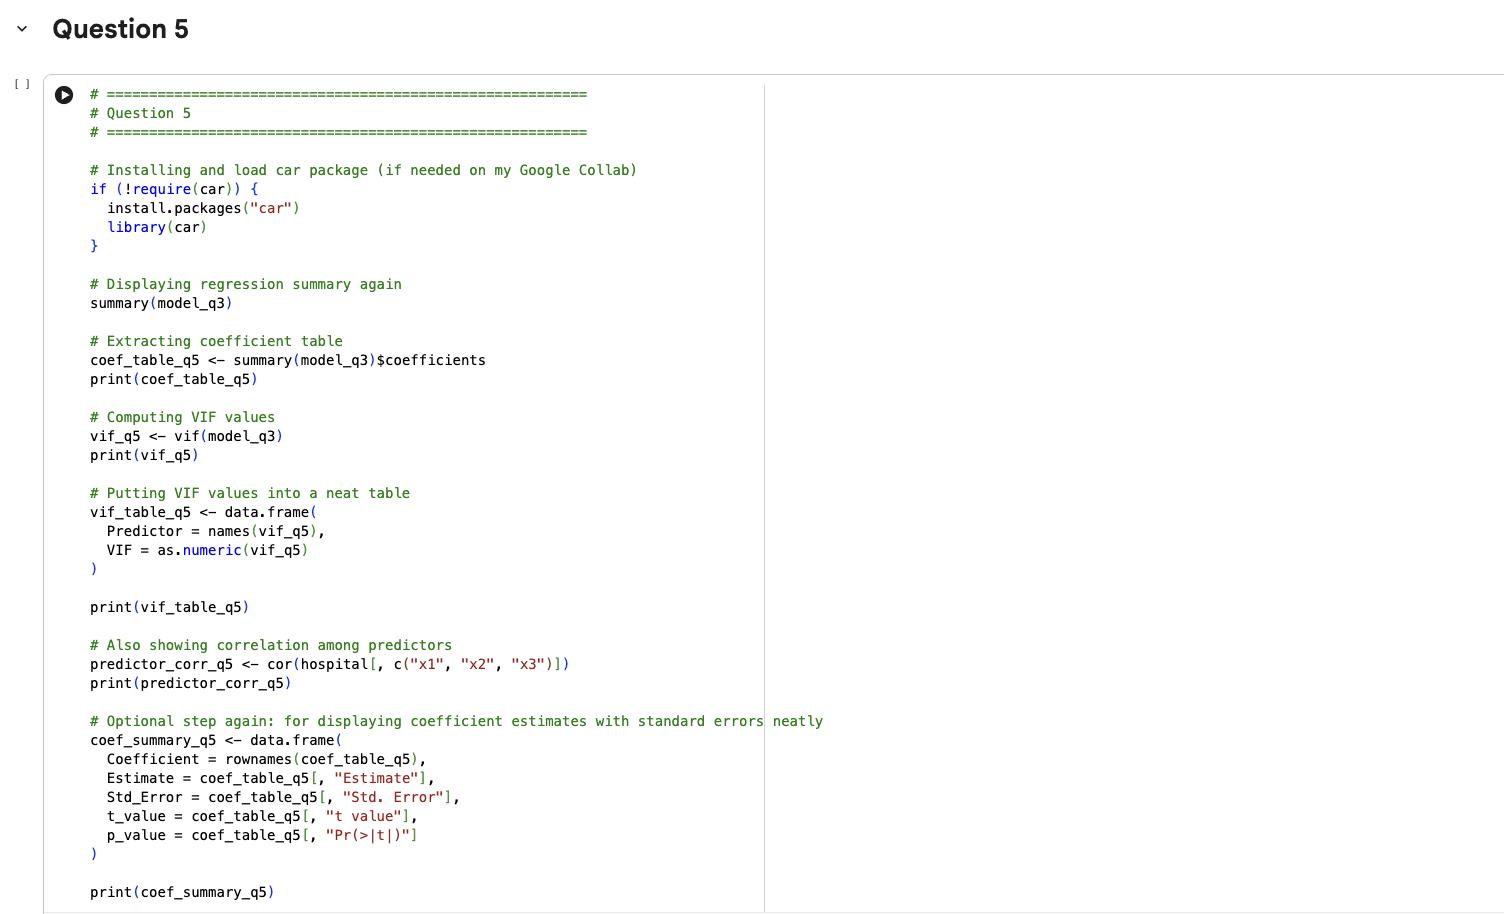 Question 5
[ ]
# =========================================================
# Question 5
# =========================================================
# Installing and load car package (if needed on my Google Collab)
if (!require(car)) {
  install.packages("car")
  library(car)
}
# Displaying regression summary again
summary(model_q3)
# Extracting coefficient table
coef_table_q5 <- summary(model_q3)$coefficients
print(coef_table_q5)
# Computing VIF values
vif_q5 <- vif(model_q3)
print(vif_q5)
# Putting VIF values into a neat table
vif_table_q5 <- data.frame(
  Predictor = names(vif_q5),
  VIF = as.numeric(vif_q5)
)
print(vif_table_q5)
# Also showing correlation among predictors
predictor_corr_q5 <- cor(hospital[, c("x1", "x2", "x3")])
print(predictor_corr_q5)
# Optional step again: for displaying coefficient estimates with standard errors neatly
coef_summary_q5 <- data.frame(
  Coefficient = rownames(coef_table_q5),
  Estimate = coef_table_q5[, "Estimate"],
  Std_Error = coef_table_q5[, "Std. Error"],
  t_value = coef_table_q5[, "t value"],
  p_value = coef_table_q5[, "Pr(>|t|)"]
)
print(coef_summary_q5)